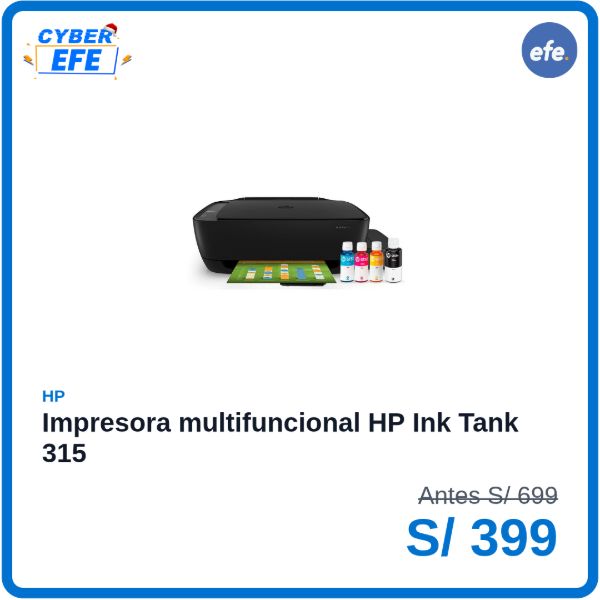 CYBER
EFE
efe.
HP
Impresora multifuncional HP Ink Tank
315
Antes S/ 699
S/ 399